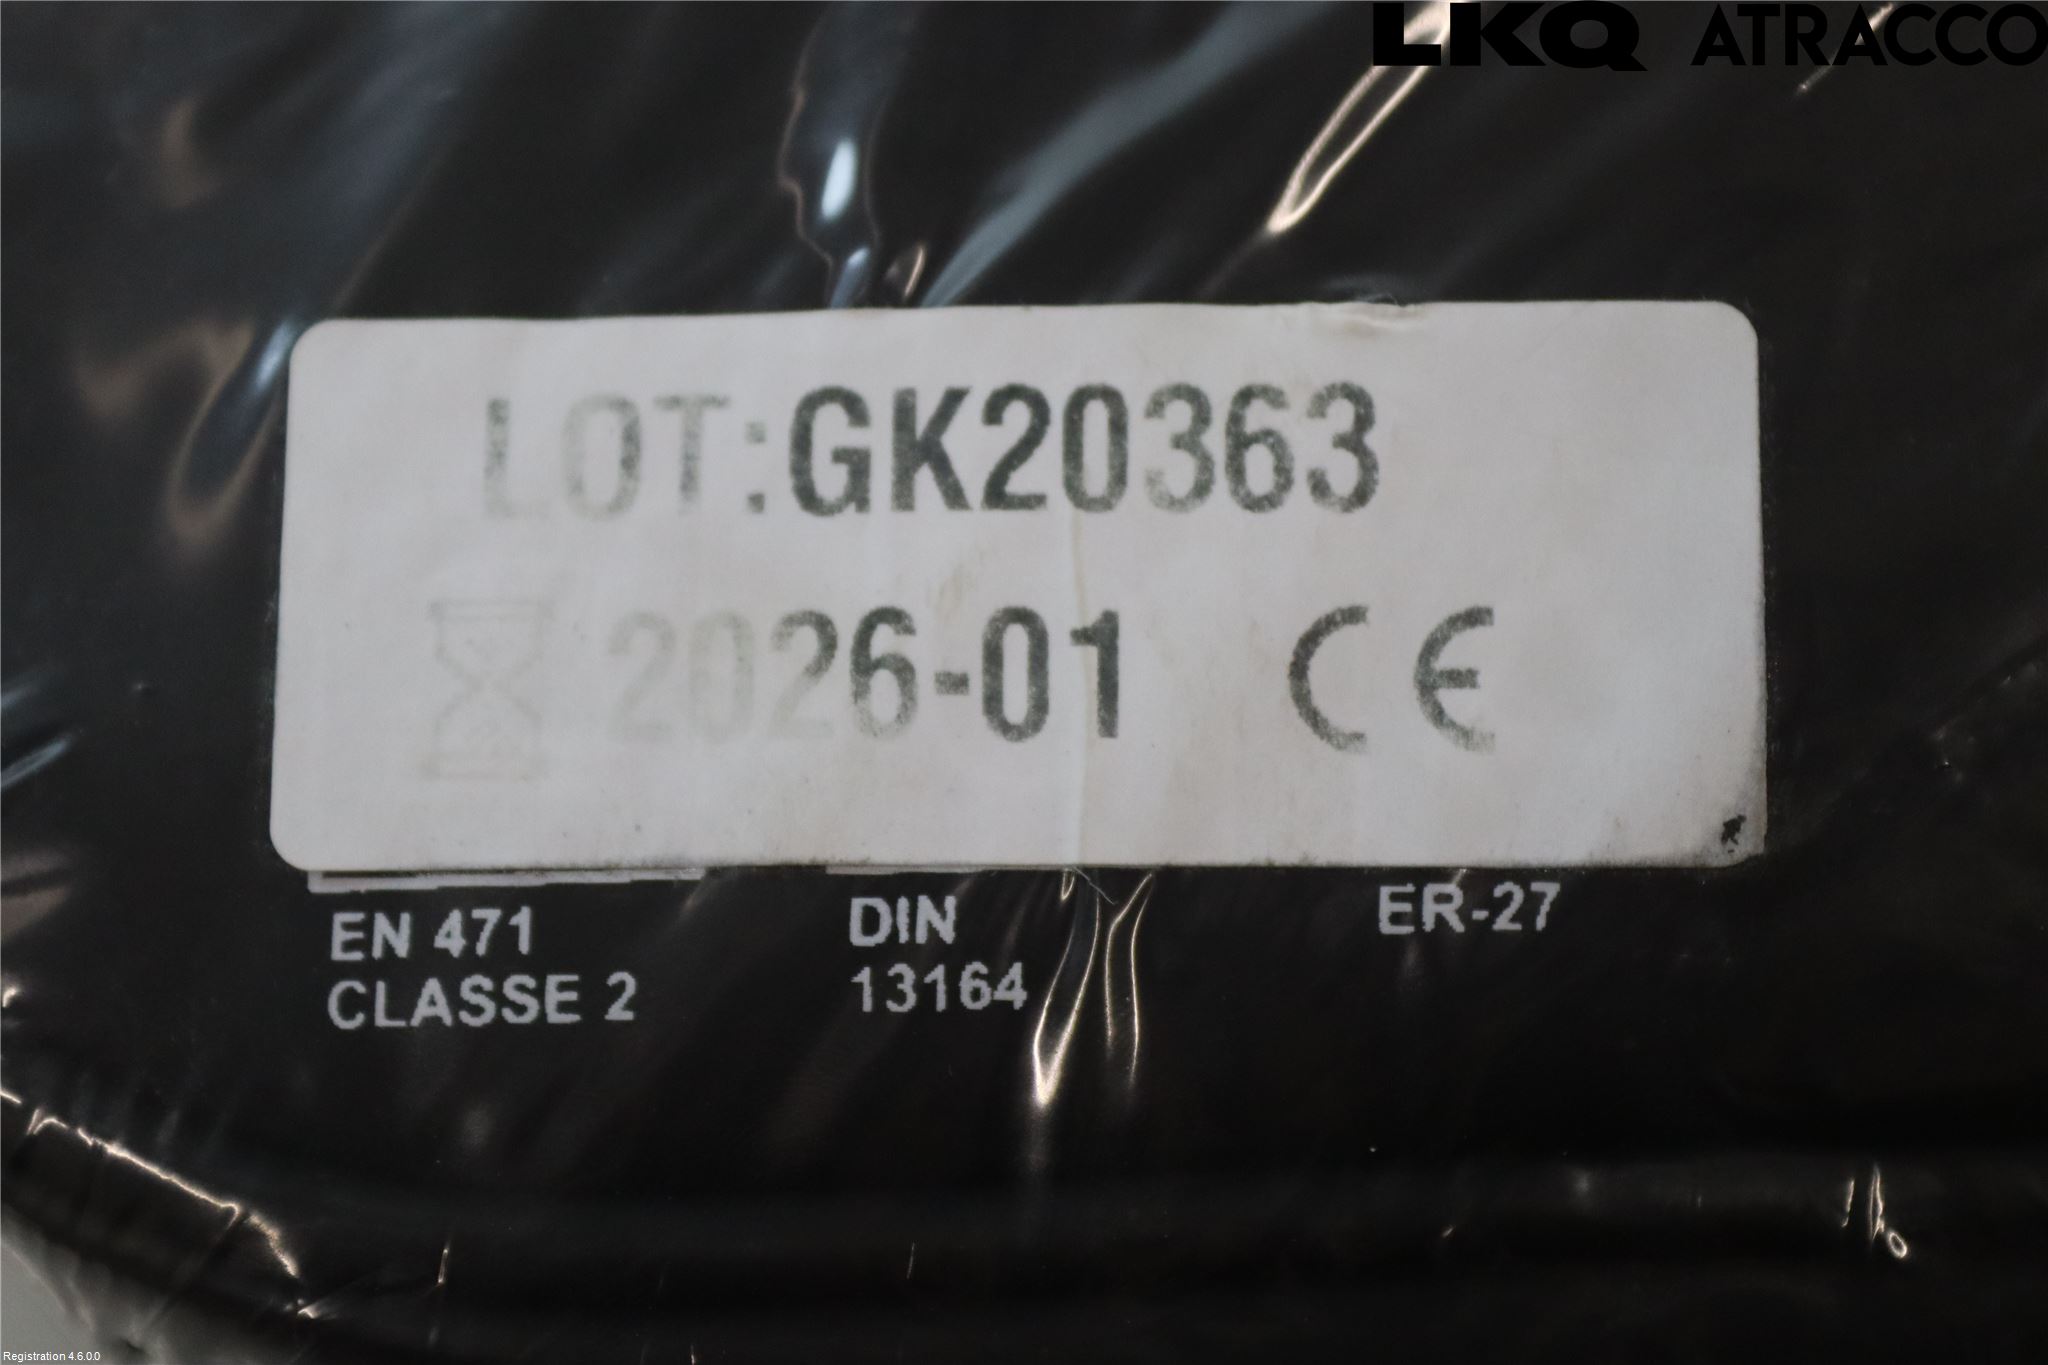 LKQ ATRACCO
LOT:GK20363
2026-01 CE
EN 471
CLASSE 2
DIN
13164
ER-27
Registration 4.6.0.0